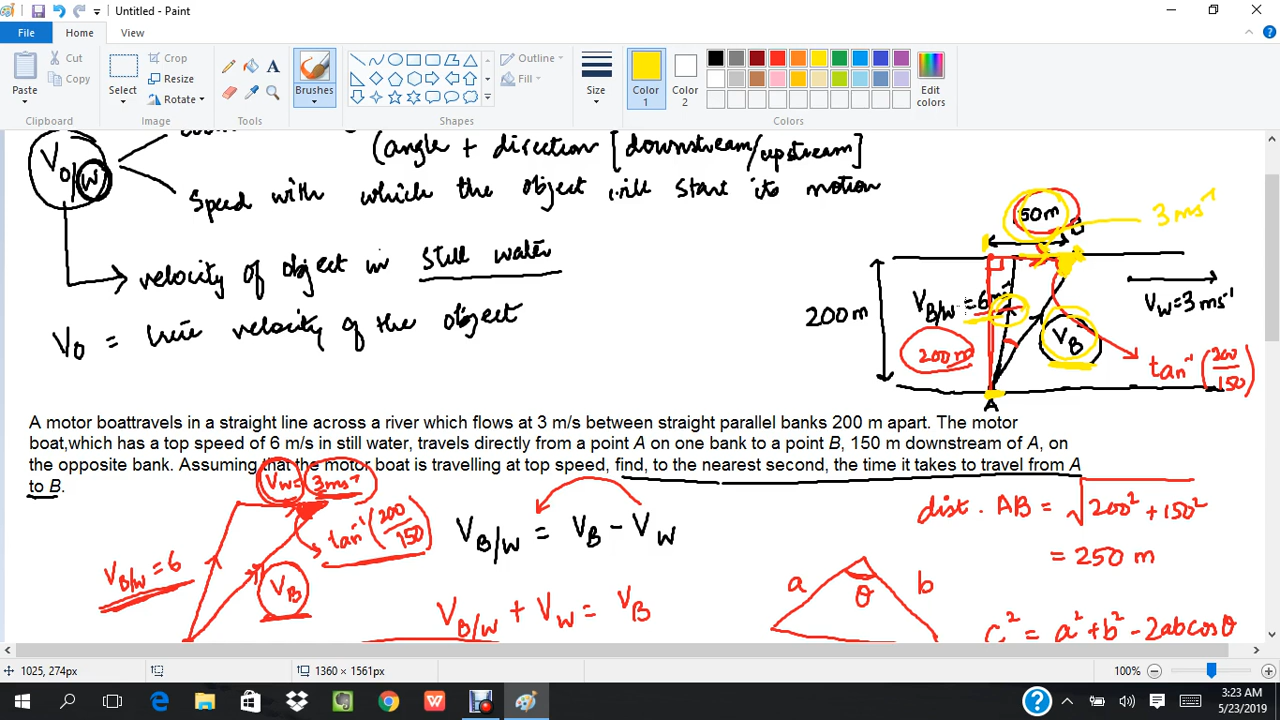 Untitled - Paint
File
Home
View
Paste
Cut
Copy
Clipboard
Select
Crop
Resize
Rotate
Image
Tools
Brushes
Shapes
Outline
Fill
Size
Color 1
Color 2
Edit colors
Colors
V0/W
(angle + direction [downstream/upstream]
Speed with which the object will start its motion
velocity of object in still water
V0 = true velocity of the object
50m
B
3 ms⁻¹
200 m
VB/W = 6ms⁻¹
VW=3ms⁻¹
200m
VB
tan⁻¹(200/150)
A
A motor boattravels in a straight line across a river which flows at 3 m/s between straight parallel banks 200 m apart. The motor
boat,which has a top speed of 6 m/s in still water, travels directly from a point A on one bank to a point B, 150 m downstream of A, on
the opposite bank. Assuming that the motor boat is travelling at top speed, find, to the nearest second, the time it takes to travel from A
to B.
VW= 3ms⁻¹
tan⁻¹(200/150)
VB/W = 6
VB
VB/W = VB - VW
VB/W + VW = VB
dist. AB = √200² + 150²
= 250 m
a
b
θ
c² = a² + b² - 2abcosθ
1025, 274px
1360 × 1561px
100%
3:23 AM
5/23/2019